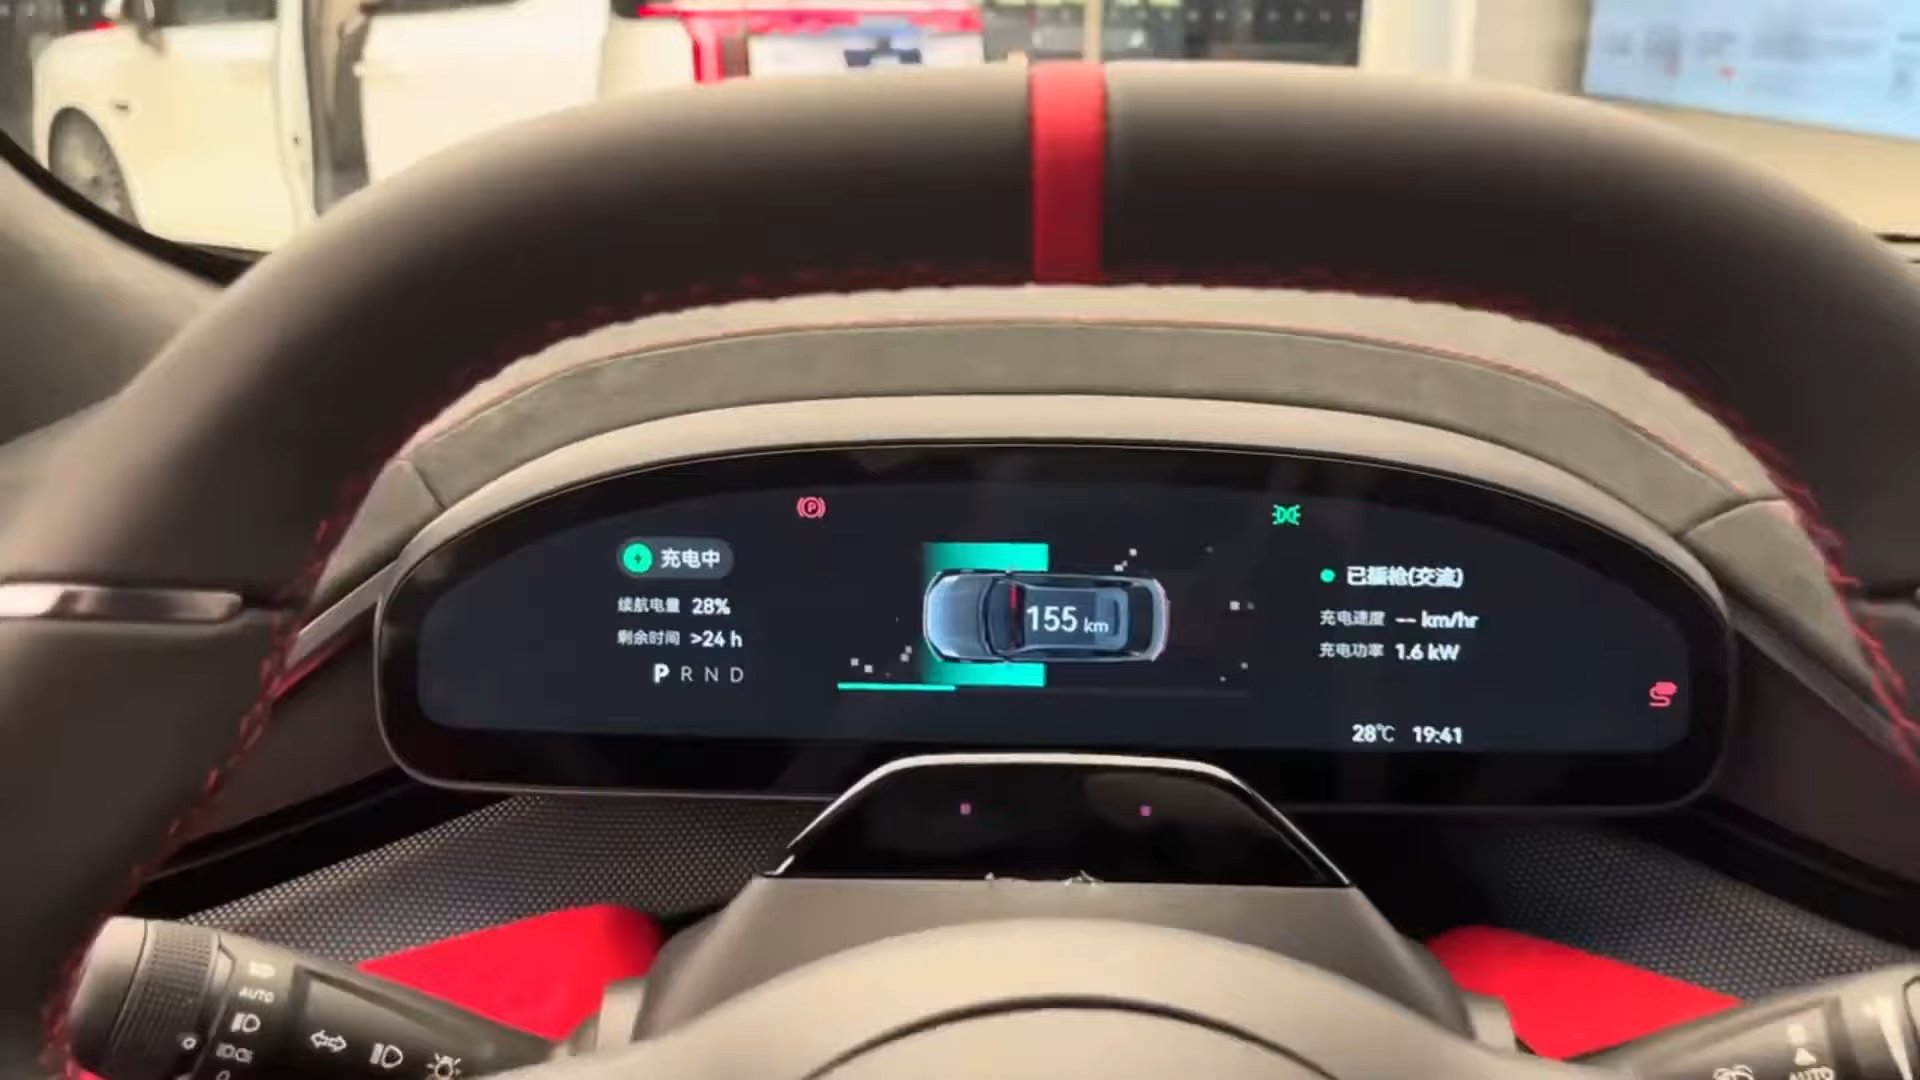 充电中
续航电量 28%
剩余时间 >24 h
P R N D
155 km
已插枪(交流)
充电速度 -- km/hr
充电功率 1.6 kW
28℃ 19:41
AUTO
AUTO